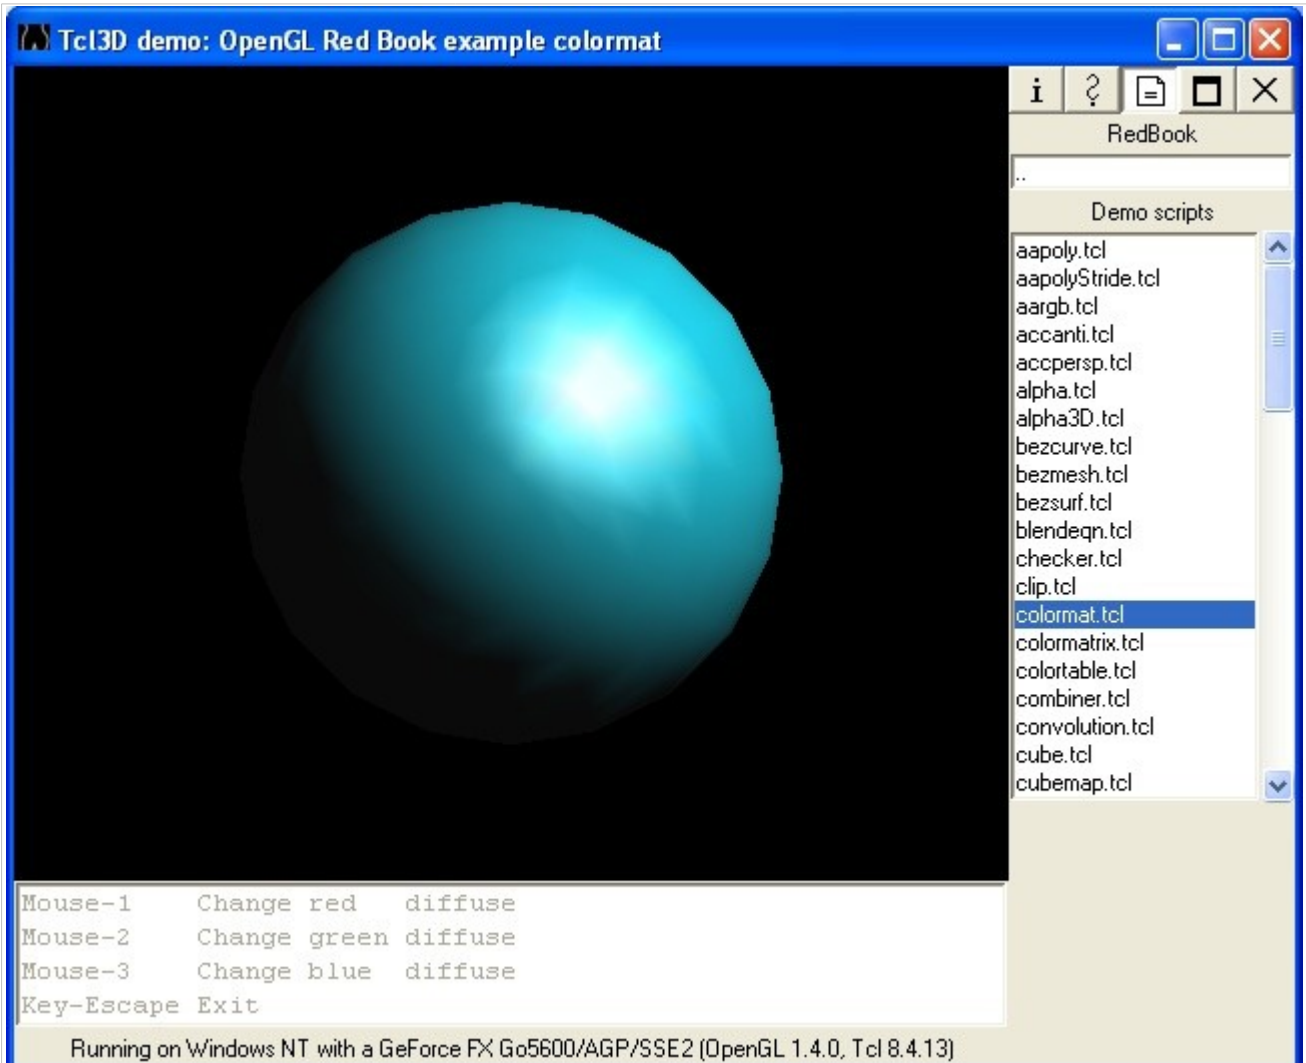 Tcl3D demo: OpenGL Red Book example colormat
i ?
RedBook
..
Demo scripts
aapoly.tcl
aapolyStride.tcl
aargb.tcl
accanti.tcl
accpersp.tcl
alpha.tcl
alpha3D.tcl
bezcurve.tcl
bezmesh.tcl
bezsurf.tcl
blendeqn.tcl
checker.tcl
clip.tcl
colormat.tcl
colormatrix.tcl
colortable.tcl
combiner.tcl
convolution.tcl
cube.tcl
cubemap.tcl
Mouse-1 Change red diffuse
Mouse-2 Change green diffuse
Mouse-3 Change blue diffuse
Key-Escape Exit
Running on Windows NT with a GeForce FX Go5600/AGP/SSE2 (OpenGL 1.4.0, Tcl 8.4.13)